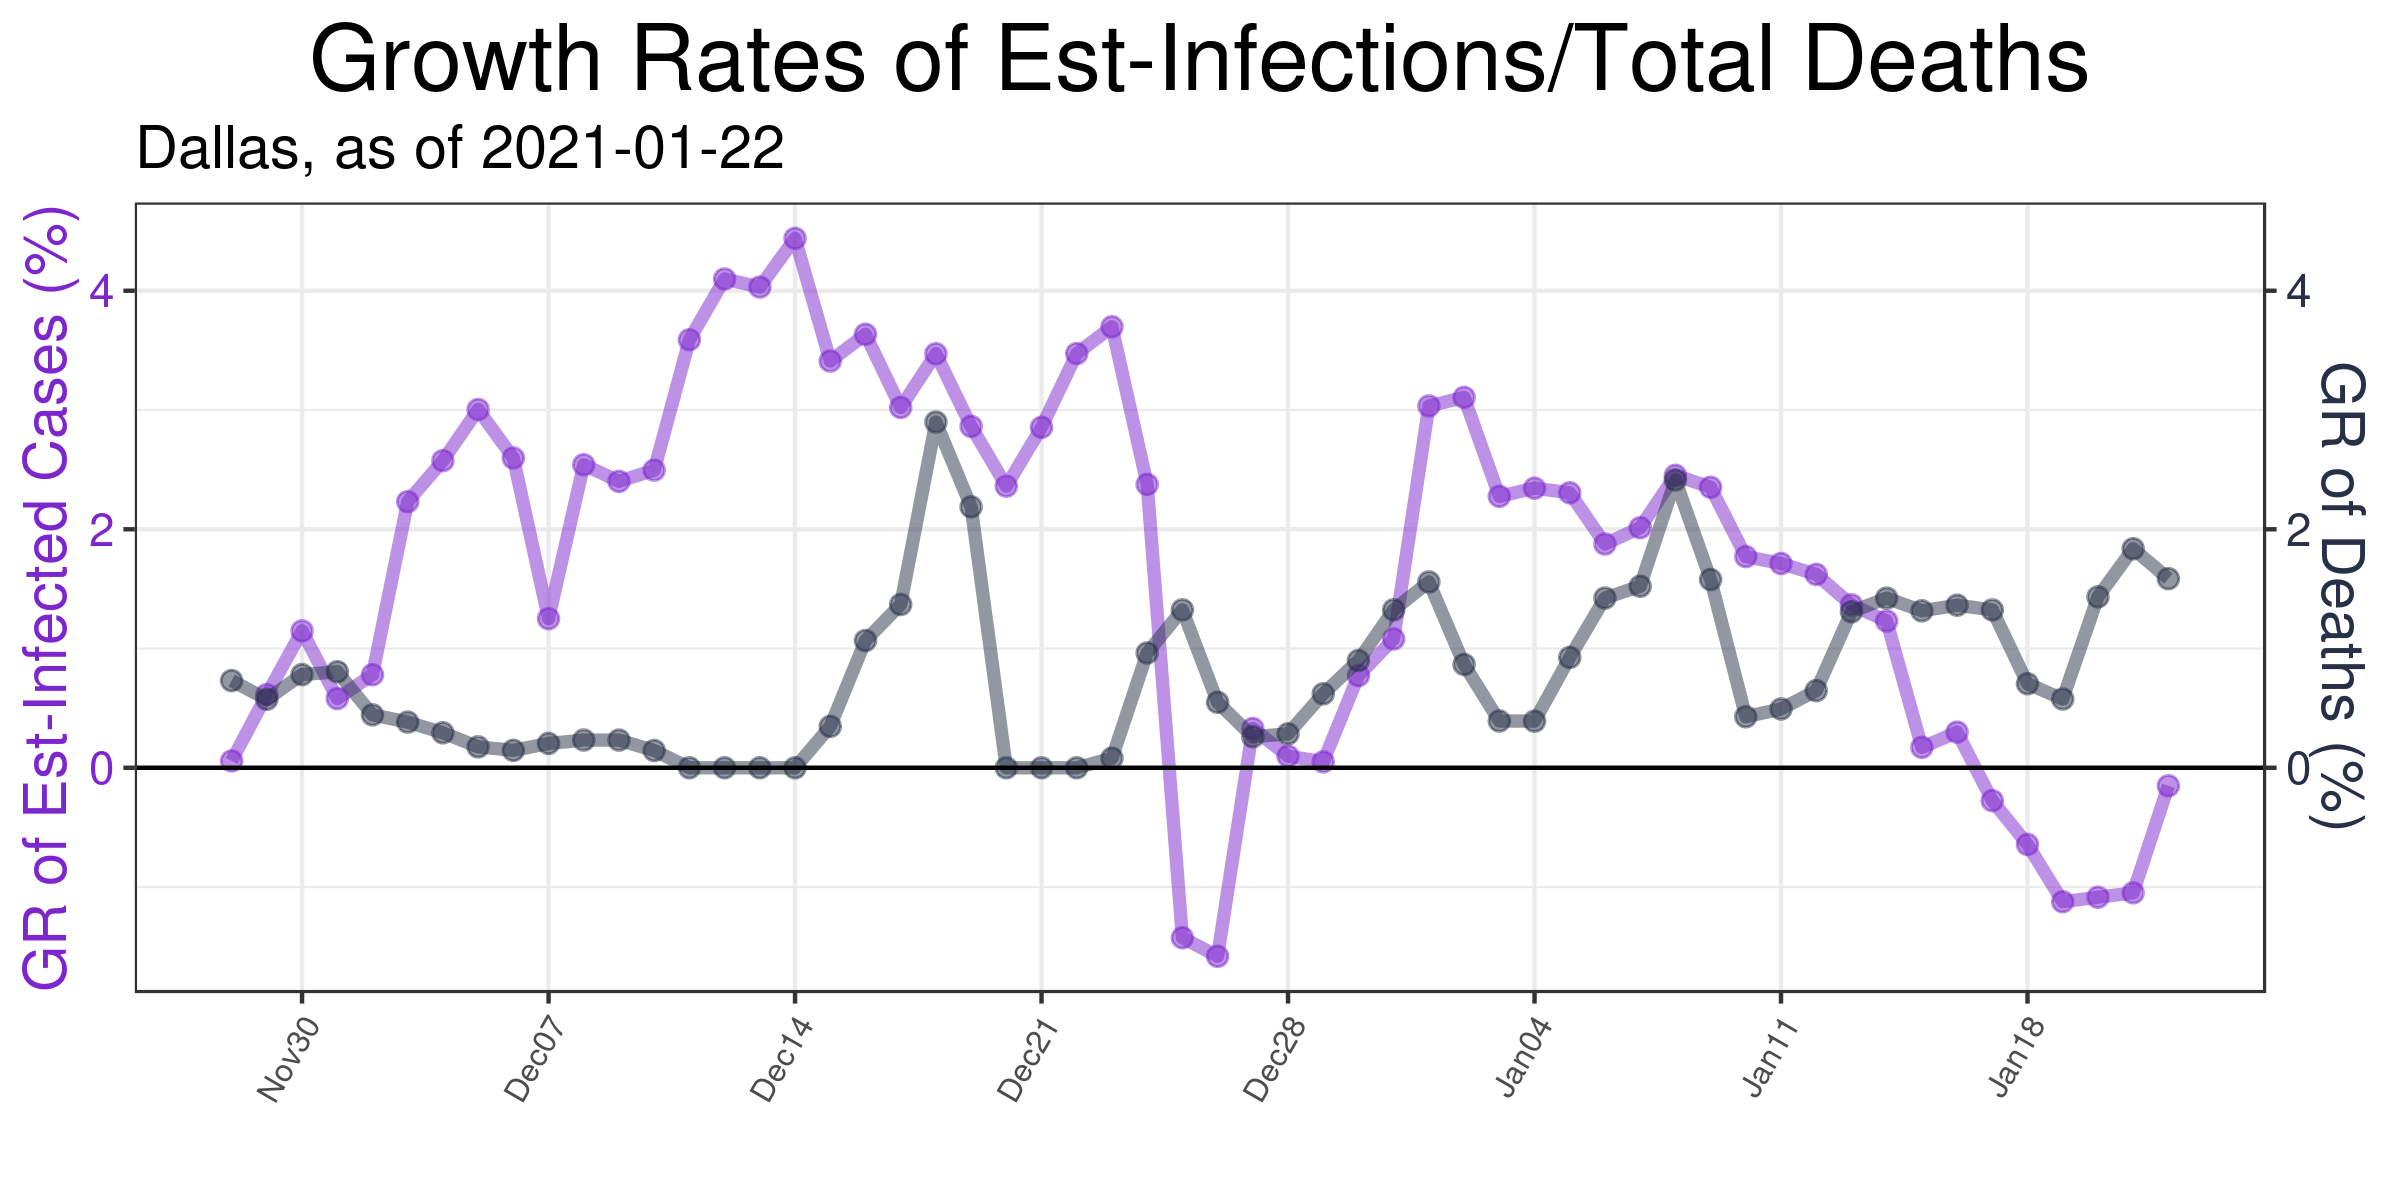 Growth Rates of Est-Infections/Total Deaths
Dallas, as of 2021-01-22
GR of Est-Infected Cases (%)
4
2
0
4
2
0
GR of Deaths (%)
Nov30
Dec07
Dec14
Dec21
Dec28
Jan04
Jan11
Jan18